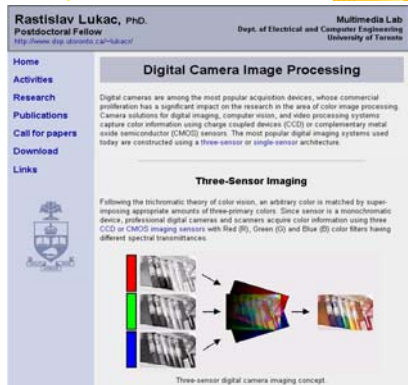 Rastislav Lukac, PhD.
Postdoctoral Fellow
http://www.dsp.utoronto.ca/~lukacr/
Multimedia Lab
Dept. of Electrical and Computer Engineering
University of Toronto
Home
Activities
Research
Publications
Call for papers
Download
Links
Digital Camera Image Processing
Digital cameras are among the most popular acquisition devices, whose commercial
proliferation has a significant impact on the research in the area of color image processing.
Camera solutions for digital imaging, computer vision, and video processing systems
capture color information using charge coupled devices (CCD) or complementary metal
oxide semiconductor (CMOS) sensors. The most popular digital imaging systems used
today are constructed using a three-sensor or single-sensor architecture.
Three-Sensor Imaging
Following the trichromatic theory of color vision, an arbitrary color is matched by super-
imposing appropriate amounts of three-primary colors. Since sensor is a monochromatic
device, professional digital cameras and scanners acquire color information using three
CCD or CMOS imaging sensors with Red (R), Green (G) and Blue (B) color filters having
different spectral transmittances.
Three-sensor digital camera imaging concept